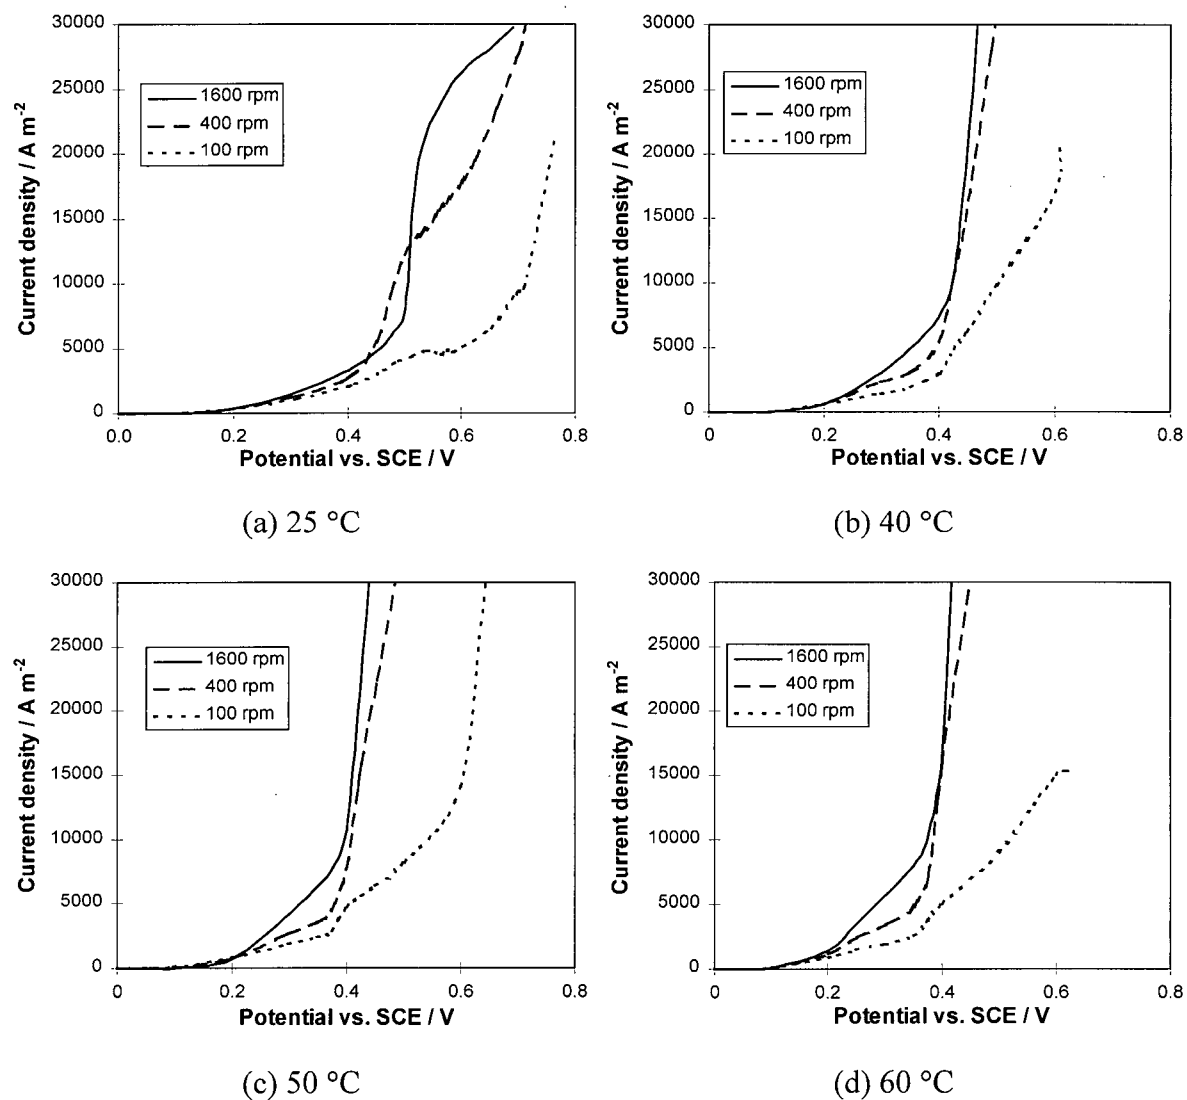 30000
25000
20000
15000
10000
5000
0
Current density / A m-2
1600 rpm
400 rpm
100 rpm
0.0 0.2 0.4 0.6 0.8
Potential vs. SCE / V
(a) 25 °C
30000
25000
20000
15000
10000
5000
0
Current density / A m-2
1600 rpm
400 rpm
100 rpm
0 0.2 0.4 0.6 0.8
Potential vs. SCE / V
(b) 40 °C
30000
25000
20000
15000
10000
5000
0
Current density / A m-2
1600 rpm
400 rpm
100 rpm
0 0.2 0.4 0.6 0.8
Potential vs. SCE / V
(c) 50 °C
30000
25000
20000
15000
10000
5000
0
Current density / A m-2
1600 rpm
400 rpm
100 rpm
0 0.2 0.4 0.6 0.8
Potential vs. SCE / V
(d) 60 °C